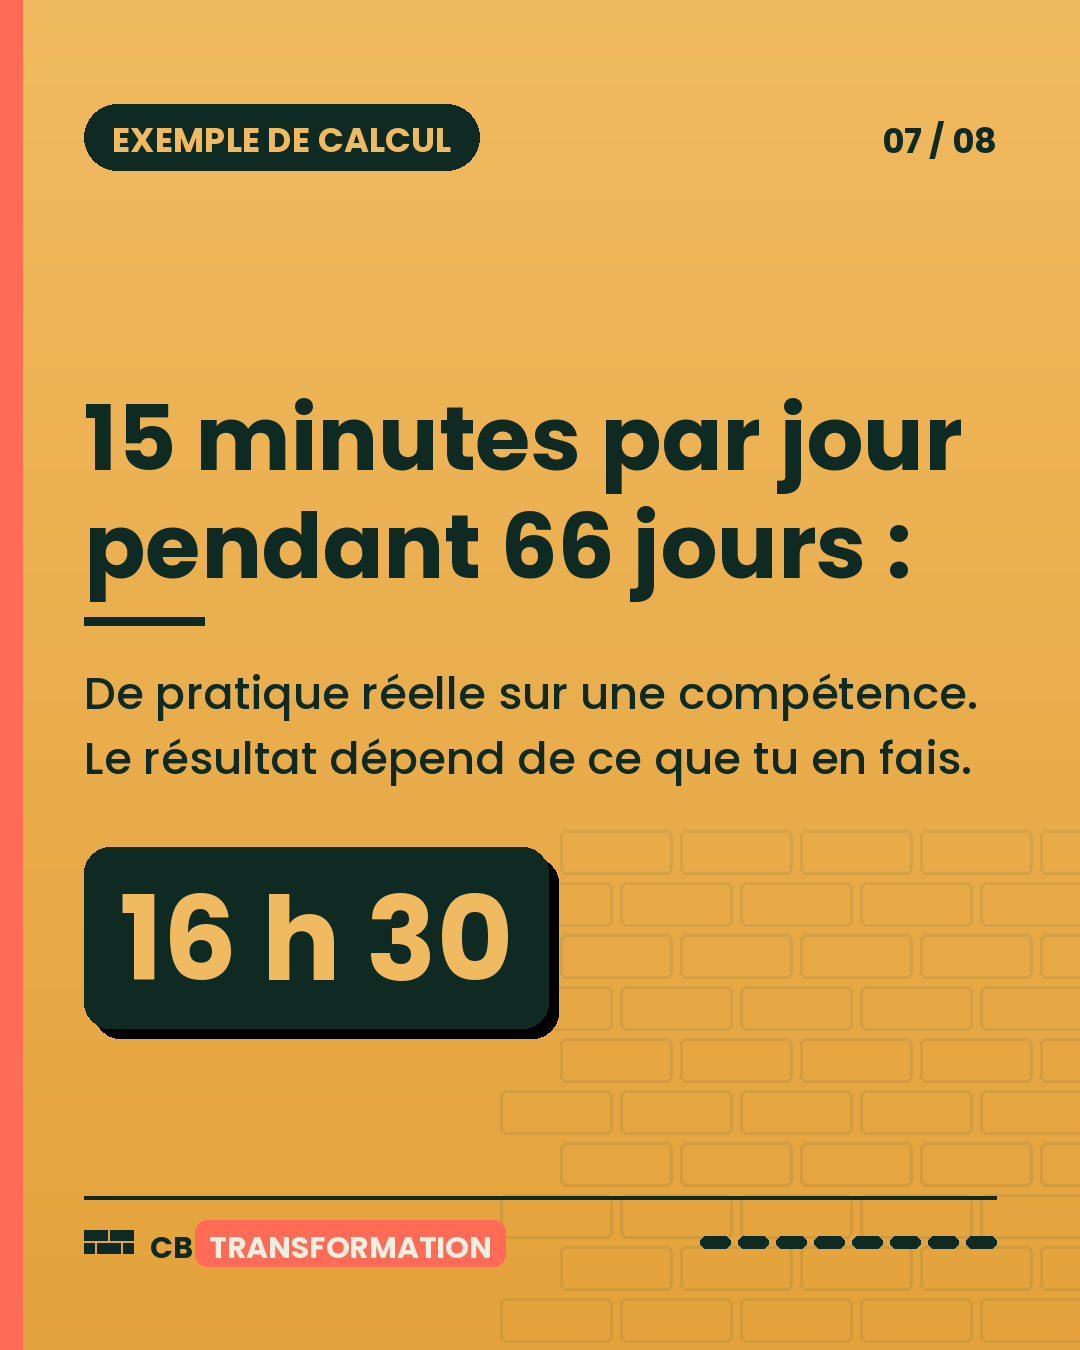 EXEMPLE DE CALCUL
07 / 08
15 minutes par jour
pendant 66 jours :
De pratique réelle sur une compétence.
Le résultat dépend de ce que tu en fais.
16 h 30
CB TRANSFORMATION